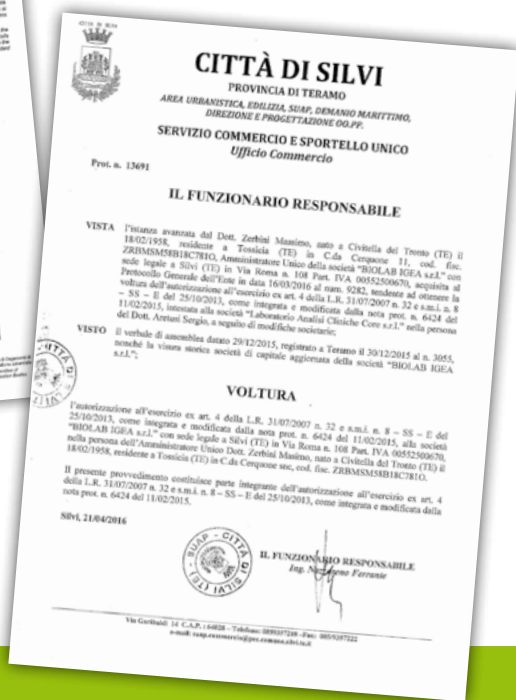 CITTÀ DI SILVI
PROVINCIA DI TERAMO
AREA URBANISTICA, EDILIZIA, SUAP, DEMANIO MARITTIMO,
DIREZIONE E PROGETTAZIONE OO.PP.
SERVIZIO COMMERCIO E SPORTELLO UNICO
Ufficio Commercio
Prot. n. 13691
IL FUNZIONARIO RESPONSABILE
VISTA l'istanza avanzata dal Dott. Zerbini Massimo, nato a Civitella del Tronto (TE) il
18/02/1958, residente a Tossicia (TE) in C.da Cerquone 11, cod. fisc.
ZRBMSM58B18C781O, Amministratore Unico della società "BIOLAB IGEA s.r.l." con
sede legale a Silvi (TE) in Via Roma n. 108 Part. IVA 00552500670, acquisita al
Protocollo Generale dell'Ente in data 16/03/2016 al num. 9282, tendente ad ottenere la
voltura dell'autorizzazione all'esercizio ex art. 4 della L.R. 31/07/2007 n. 32 e s.m.i. n. 8
– SS – E del 25/10/2013, come integrata e modificata dalla nota prot. n. 6424 del
11/02/2015, intestata alla società "Laboratorio Analisi Cliniche Core s.r.l." nella persona
del Dott. Arttusi Sergio, a seguito di modifiche societarie;
VISTO il verbale di assemblea datato 29/12/2015, registrato a Teramo il 30/12/2015 al n. 3055,
nonché la visura storica società di capitale aggiornata della società "BIOLAB IGEA
s.r.l.";
VOLTURA
l'autorizzazione all'esercizio ex art. 4 della L.R. 31/07/2007 n. 32 e s.m.i. n. 8 – SS – E del
25/10/2013, come integrata e modificata dalla nota prot. n. 6424 del 11/02/2015, alla società
"BIOLAB IGEA s.r.l." con sede legale a Silvi (TE) in Via Roma n. 108 Part. IVA 00552500670,
nella persona dell'Amministratore Unico Dott. Zerbini Masimo, nato a Civitella del Tronto (TE) il
18/02/1958, residente a Tossicia (TE) in C.da Cerquone snc, cod. fisc. ZRBMSM58B18C781O.
Il presente provvedimento costituisce parte integrante dell'autorizzazione all'esercizio ex art. 4
della L.R. 31/07/2007 n. 32 e s.m.i. n. 8 – SS – E del 25/10/2013, come integrata e modificata dalla
nota prot. n. 6424 del 11/02/2015.
Silvi, 21/04/2016
SUAP - CITTÀ DI SILVI (TE)
IL FUNZIONARIO RESPONSABILE
Ing. Ferrante
Via Garibaldi 14 C.A.P.: 64028 – Telefono: